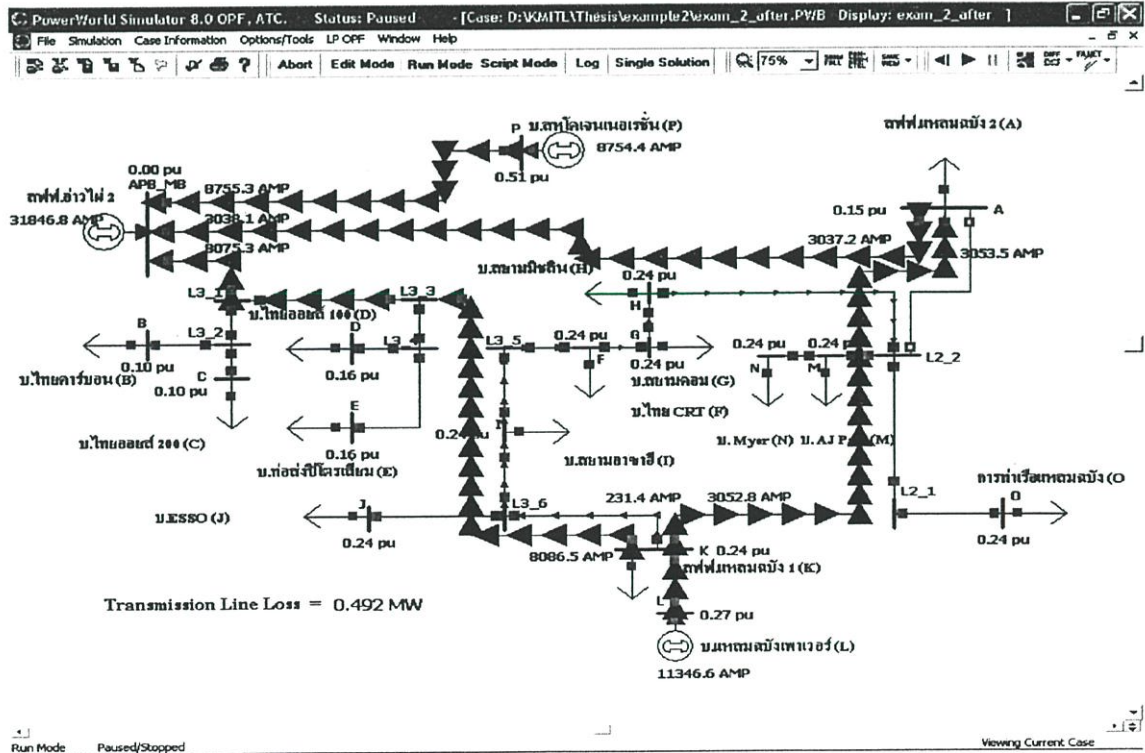 PowerWorld Simulator 8.0 OPF, ATC. Status: Paused - [Case: D:\KMITL\Thesis\example2\exam_2_after.PWB Display: exam_2_after ]
File Simulation Case Information Options/Tools LP OPF Window Help
Abort Edit Mode Run Mode Script Mode Log Single Solution 75%
P บ.สหโคเจนเนอเรชั่น (P)
8754.4 AMP
0.51 pu
สฟฟ.แหลมฉบัง 2 (A)
0.00 pu
APB_MB
8755.3 AMP
สฟฟ.อ่าวไผ่ 2
31846.8 AMP
3038.1 AMP
8075.3 AMP
0.15 pu
A
3037.2 AMP
3053.5 AMP
บ.สยามมิชลิน (H)
0.24 pu
H
L3_1
L3_3
บ.ไทยออยล์ 100 (D)
L3_2
B
0.10 pu
บ.ไทยคาร์บอน (B)
C
0.10 pu
บ.ไทยออยล์ 200 (C)
D
L3_4
0.16 pu
E
0.16 pu
บ.ท่อส่งปิโตรเลียม (E)
L3_5
0.24 pu
F
G
0.24 pu
บ.สยามคอม (G)
บ.ไทย CRT (F)
0.24 pu
0.24 pu
N
M
L2_2
บ. Myer (N)
0.24 pu
บ.สยามอาซาฮี (I)
L2_1
การท่าเรือแหลมฉบัง (O
O
0.24 pu
บ.ESSO (J)
J
0.24 pu
L3_6
231.4 AMP
3052.8 AMP
8086.5 AMP
K 0.24 pu
สฟฟ.แหลมฉบัง 1 (K)
L
0.27 pu
บ.แหลมฉบังเพาเวอร์ (L)
11346.6 AMP
Transmission Line Loss = 0.492 MW
Run Mode Paused/Stopped Viewing Current Case